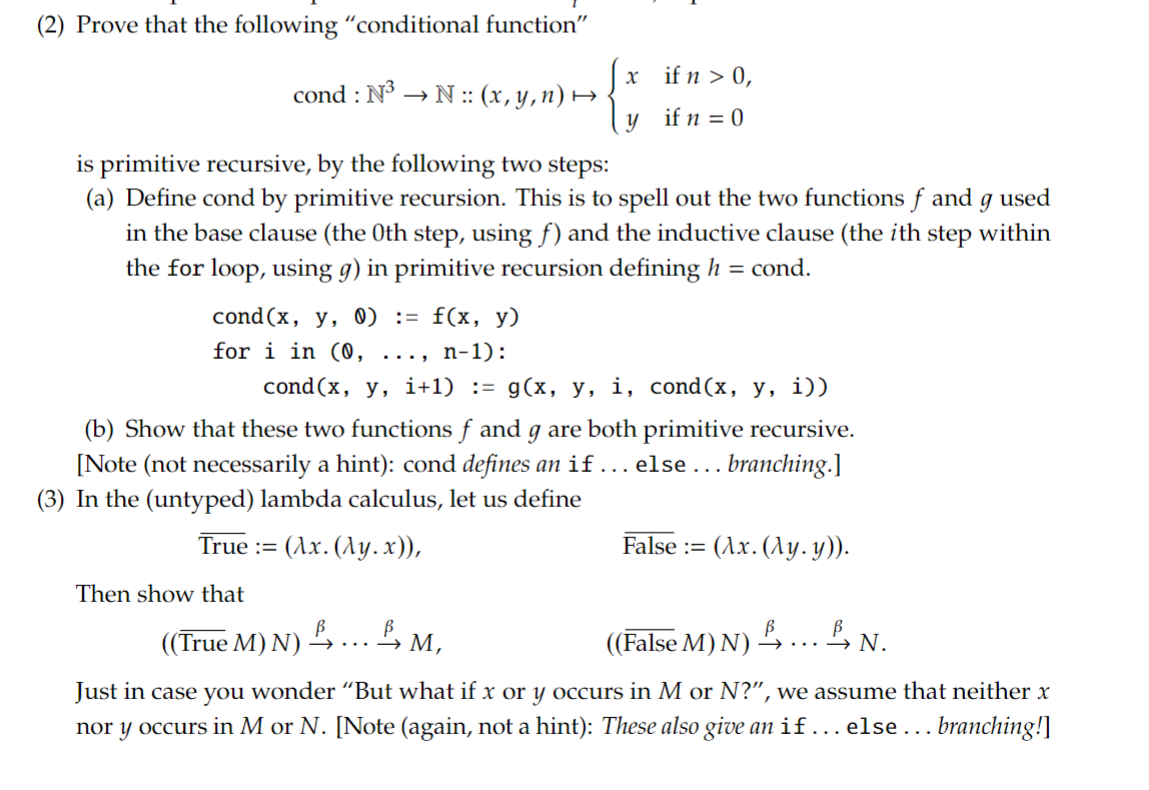 (2) Prove that the following “conditional function”
cond : ℕ³ → ℕ :: (x, y, n) ↦ { x if n > 0,
y if n = 0
is primitive recursive, by the following two steps:
(a) Define cond by primitive recursion. This is to spell out the two functions f and g used
in the base clause (the 0th step, using f) and the inductive clause (the ith step within
the for loop, using g) in primitive recursion defining h = cond.
cond(x, y, 0) := f(x, y)
for i in (0, ..., n-1):
cond(x, y, i+1) := g(x, y, i, cond(x, y, i))
(b) Show that these two functions f and g are both primitive recursive.
[Note (not necessarily a hint): cond defines an if ... else ... branching.]
(3) In the (untyped) lambda calculus, let us define
T̅r̅u̅e̅ := (λx. (λy. x)), F̅a̅l̅s̅e̅ := (λx. (λy. y)).
Then show that
((T̅r̅u̅e̅ M) N) →β ⋯ →β M, ((F̅a̅l̅s̅e̅ M) N) →β ⋯ →β N.
Just in case you wonder “But what if x or y occurs in M or N?”, we assume that neither x
nor y occurs in M or N. [Note (again, not a hint): These also give an if ... else ... branching!]